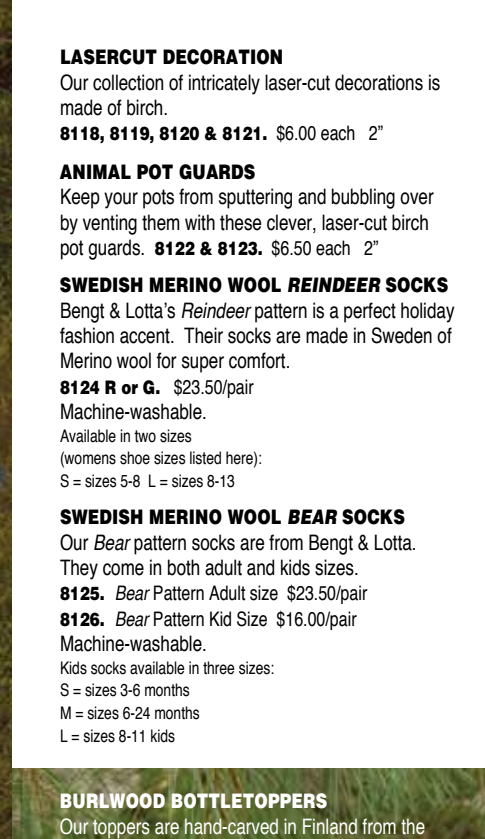 LASERCUT DECORATION
Our collection of intricately laser-cut decorations is
made of birch.
8118, 8119, 8120 & 8121. $6.00 each 2”
ANIMAL POT GUARDS
Keep your pots from sputtering and bubbling over
by venting them with these clever, laser-cut birch
pot guards. 8122 & 8123. $6.50 each 2”
SWEDISH MERINO WOOL REINDEER SOCKS
Bengt & Lotta’s Reindeer pattern is a perfect holiday
fashion accent. Their socks are made in Sweden of
Merino wool for super comfort.
8124 R or G. $23.50/pair
Machine-washable.
Available in two sizes
(womens shoe sizes listed here):
S = sizes 5-8 L = sizes 8-13
SWEDISH MERINO WOOL BEAR SOCKS
Our Bear pattern socks are from Bengt & Lotta.
They come in both adult and kids sizes.
8125. Bear Pattern Adult size $23.50/pair
8126. Bear Pattern Kid Size $16.00/pair
Machine-washable.
Kids socks available in three sizes:
S = sizes 3-6 months
M = sizes 6-24 months
L = sizes 8-11 kids
BURLWOOD BOTTLETOPPERS
Our toppers are hand-carved in Finland from the